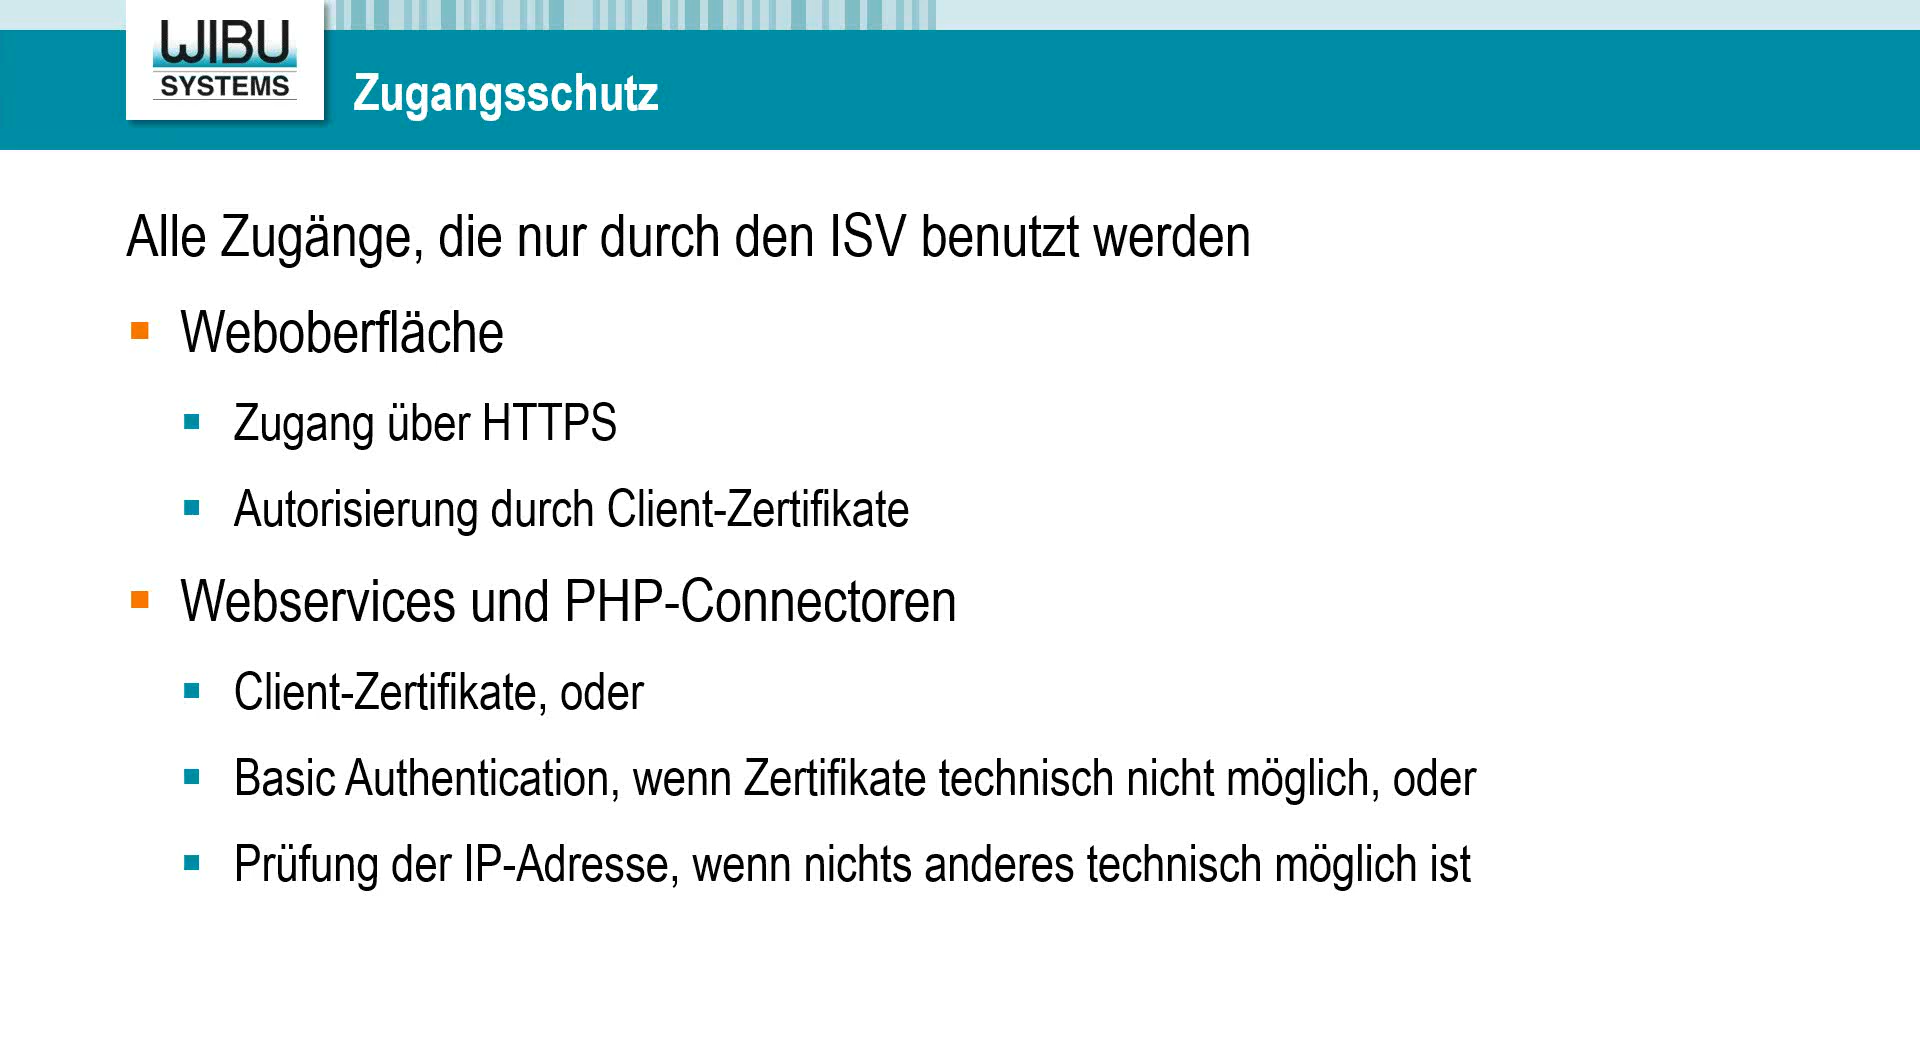 WIBU
SYSTEMS
Zugangsschutz
Alle Zugänge, die nur durch den ISV benutzt werden
Weboberfläche
Zugang über HTTPS
Autorisierung durch Client-Zertifikate
Webservices und PHP-Connectoren
Client-Zertifikate, oder
Basic Authentication, wenn Zertifikate technisch nicht möglich, oder
Prüfung der IP-Adresse, wenn nichts anderes technisch möglich ist